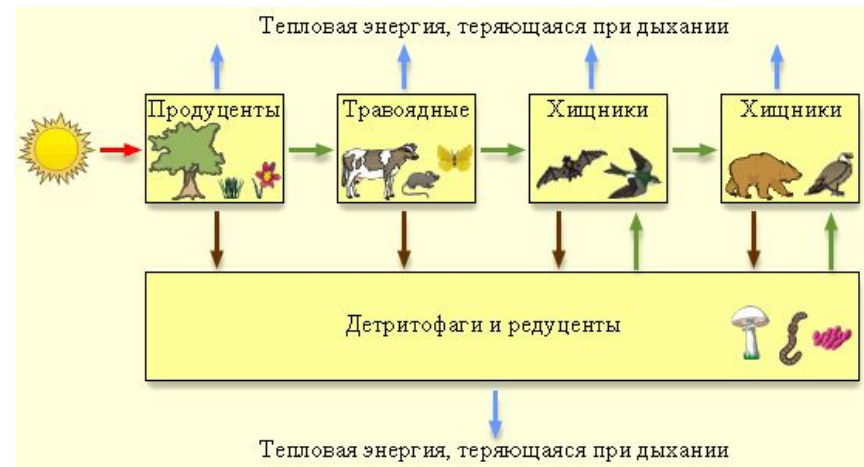 Тепловая энергия, теряющаяся при дыхании
Продуценты
Травоядные
Хищники
Хищники
Детритофаги и редуценты
Тепловая энергия, теряющаяся при дыхании